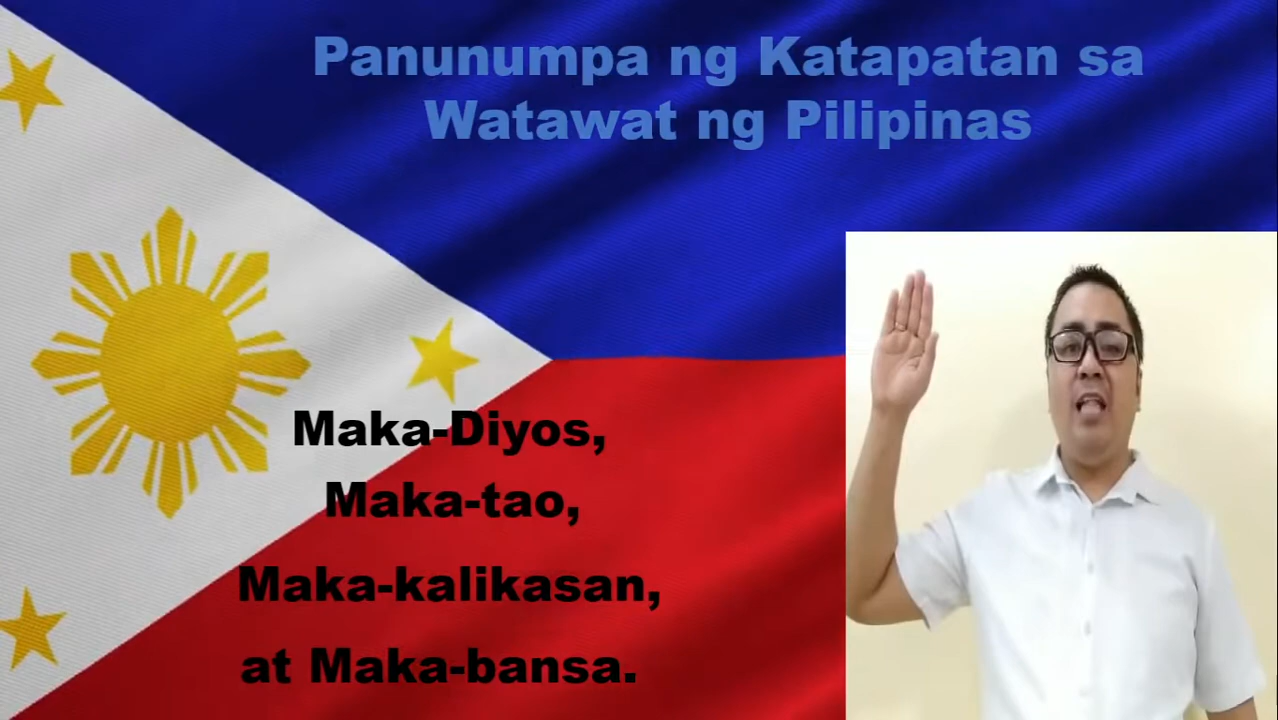 Panunumpa ng Katapatan sa
Watawat ng Pilipinas
Maka-Diyos,
Maka-tao,
Maka-kalikasan,
at Maka-bansa.